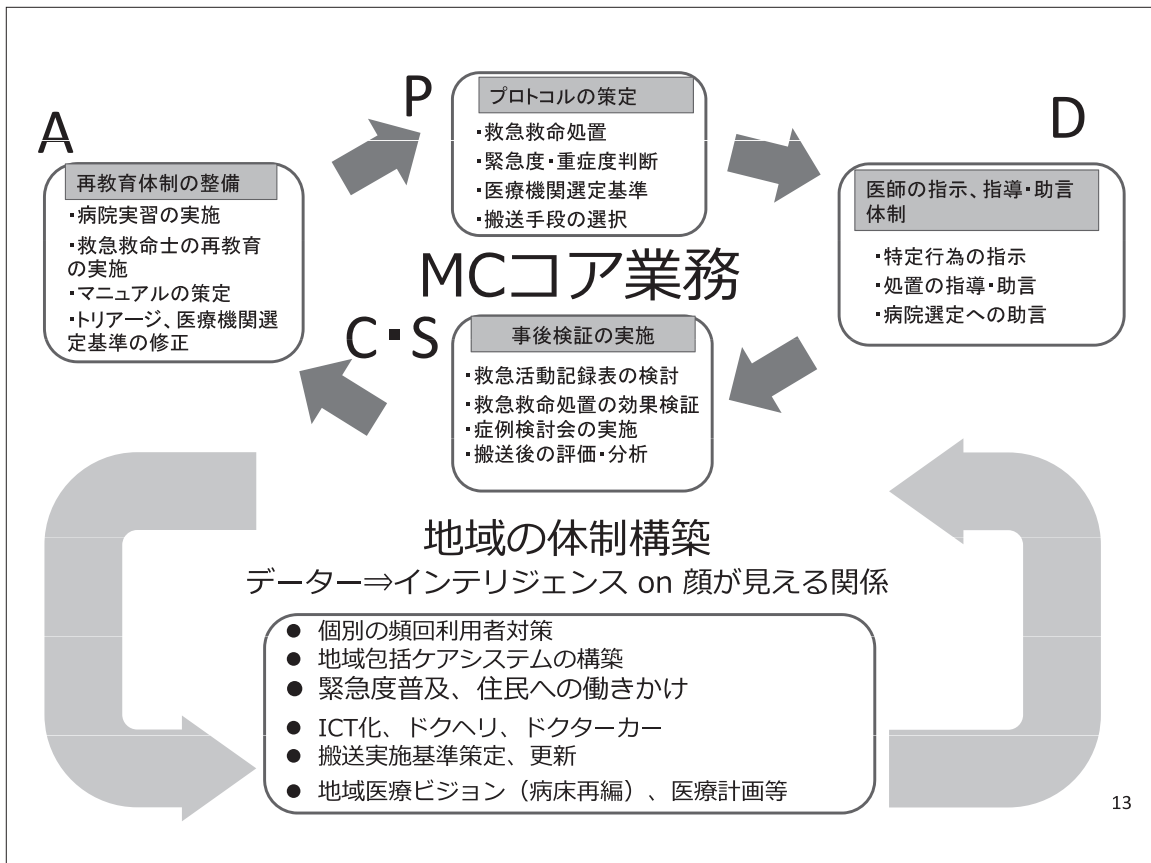 P
プロトコルの策定
・救急救命処置
・緊急度・重症度判断
・医療機関選定基準
・搬送手段の選択
D
医師の指示、指導・助言
体制
・特定行為の指示
・処置の指導・助言
・病院選定への助言
A
再教育体制の整備
・病院実習の実施
・救急救命士の再教育
の実施
・マニュアルの策定
・トリアージ、医療機関選
定基準の修正
MCコア業務
C・S
事後検証の実施
・救急活動記録表の検討
・救急救命処置の効果検証
・症例検討会の実施
・搬送後の評価・分析
地域の体制構築
データー⇒インテリジェンス on 顔が見える関係
● 個別の頻回利用者対策
● 地域包括ケアシステムの構築
● 緊急度普及、住民への働きかけ
● ICT化、ドクヘリ、ドクターカー
● 搬送実施基準策定、更新
● 地域医療ビジョン（病床再編）、医療計画等
13